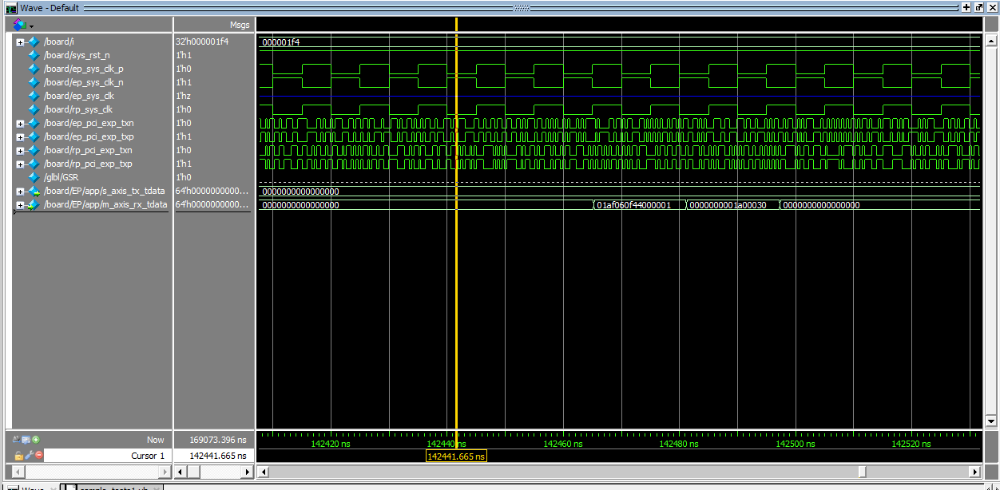 Wave - Default
Msgs
/board/i 32'h000001f4 000001f4
/board/sys_rst_n 1'h1
/board/ep_sys_clk_p 1'h0
/board/ep_sys_clk_n 1'h1
/board/ep_sys_clk 1'hz
/board/rp_sys_clk 1'h0
/board/ep_pci_exp_txn 1'h0
/board/ep_pci_exp_txp 1'h1
/board/rp_pci_exp_txn 1'h0
/board/rp_pci_exp_txp 1'h1
/glbl/GSR 1'h0
/board/EP/app/s_axis_tx_tdata 64'h0000000000... 0000000000000000
/board/EP/app/m_axis_rx_tdata 64'h0000000000... 0000000000000000 01af060f44000001 0000000001a00030 0000000000000000
Now 169073.396 ns 142420 ns 142440 ns 142460 ns 142480 ns 142500 ns 142520 ns
Cursor 1 142441.665 ns 142441.665 ns
Wave